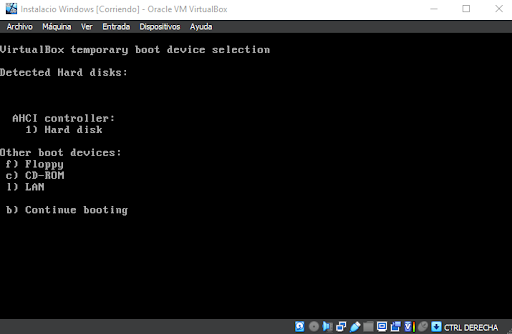 Instalacio Windows [Corriendo] - Oracle VM VirtualBox
Archivo Máquina Ver Entrada Dispositivos Ayuda
VirtualBox temporary boot device selection
Detected Hard disks:
AHCI controller:
1) Hard disk
Other boot devices:
f) Floppy
c) CD-ROM
l) LAN
b) Continue booting
CTRL DERECHA